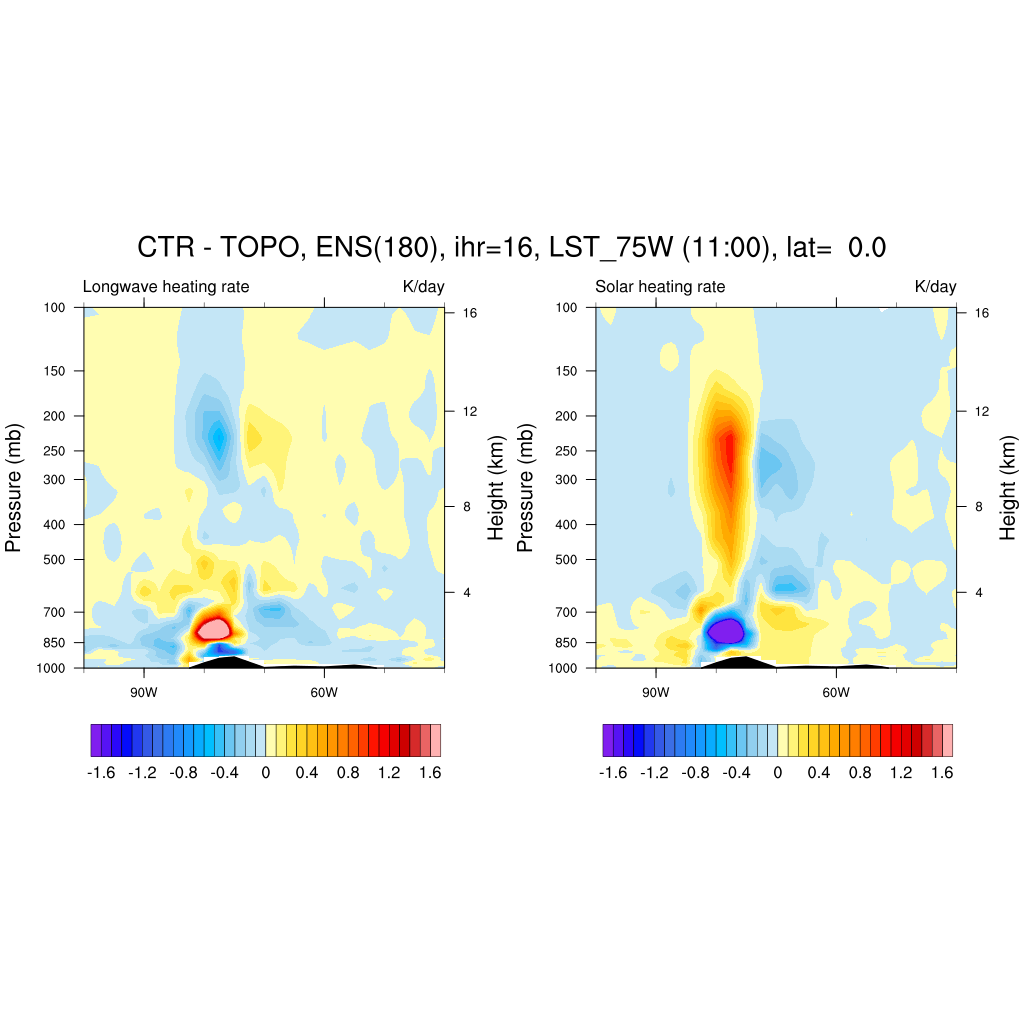 CTR - TOPO, ENS(180), ihr=16, LST_75W (11:00), lat=  0.0
Longwave heating rate K/day
Solar heating rate K/day
100
150
200
250
300
400
500
700
850
1000
Pressure (mb)
16
12
8
4
Height (km)
90W 60W
100
150
200
250
300
400
500
700
850
1000
Pressure (mb)
16
12
8
4
Height (km)
90W 60W
-1.6 -1.2 -0.8 -0.4 0 0.4 0.8 1.2 1.6
-1.6 -1.2 -0.8 -0.4 0 0.4 0.8 1.2 1.6